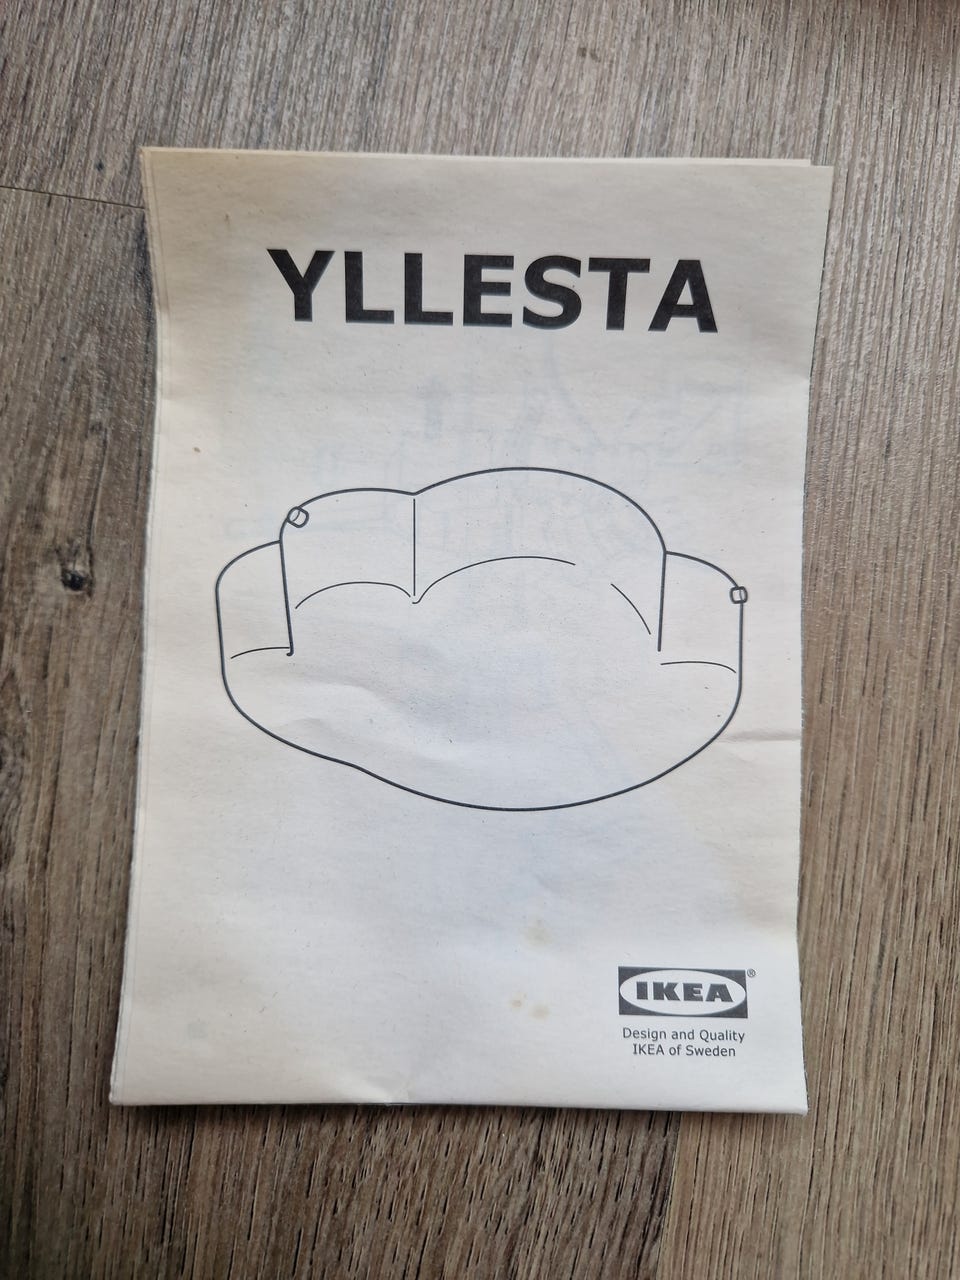 YLLESTA
IKEA®
Design and Quality
IKEA of Sweden